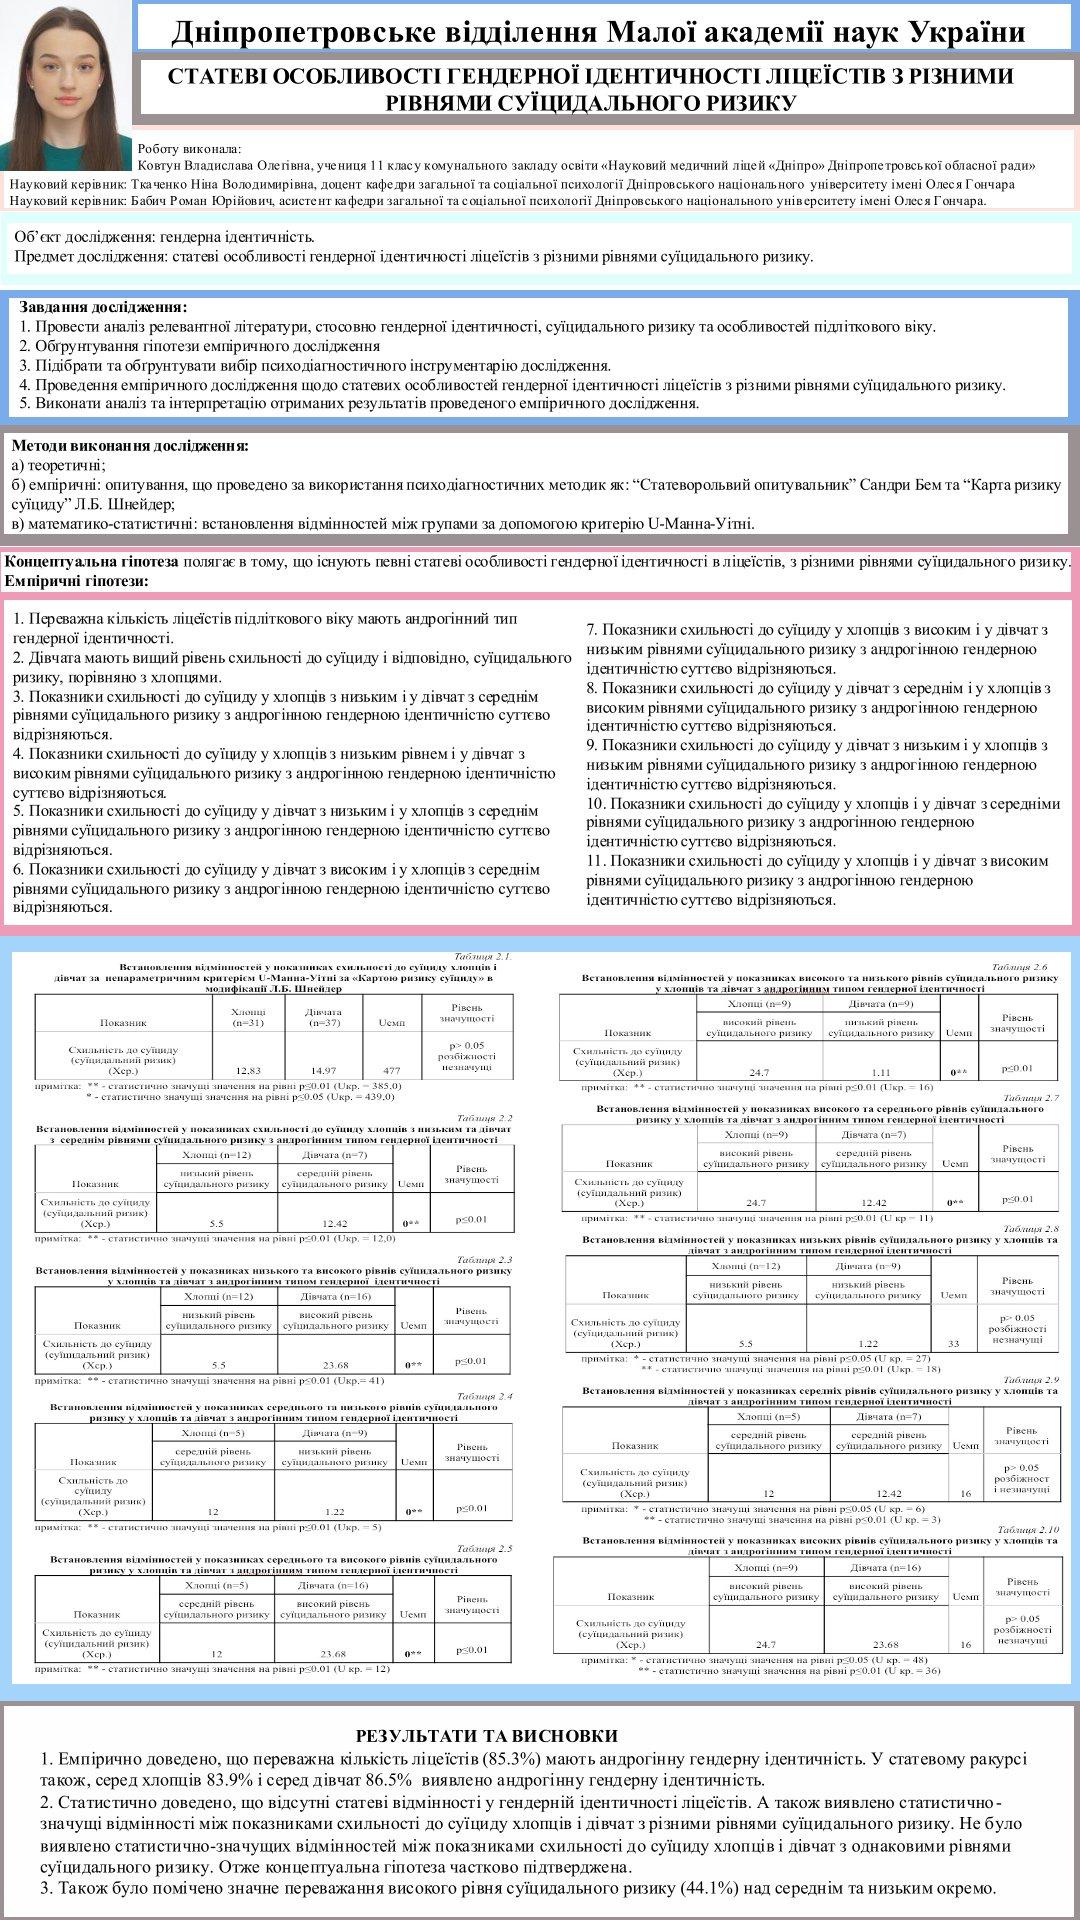 Дніпропетровське відділення Малої академії наук України
СТАТЕВІ ОСОБЛИВОСТІ ГЕНДЕРНОЇ ІДЕНТИЧНОСТІ ЛІЦЕЇСТІВ З РІЗНИМИ
РІВНЯМИ СУЇЦИДАЛЬНОГО РИЗИКУ
Роботу виконала:
Ковтун Владислава Олегівна, учениця 11 класу комунального закладу освіти «Науковий медичний ліцей «Дніпро» Дніпропетровської обласної ради»
Науковий керівник: Ткаченко Ніна Володимирівна, доцент кафедри загальної та соціальної психології Дніпровського національного університету імені Олеся Гончара
Науковий керівник: Бабич Роман Юрійович, асистент кафедри загальної та соціальної психології Дніпровського національного університету імені Олеся Гончара.
Об’єкт дослідження: гендерна ідентичність.
Предмет дослідження: статеві особливості гендерної ідентичності ліцеїстів з різними рівнями суїцидального ризику.
Завдання дослідження:
1. Провести аналіз релевантної літератури, стосовно гендерної ідентичності, суїцидального ризику та особливостей підліткового віку.
2. Обґрунтування гіпотези емпіричного дослідження
3. Підібрати та обґрунтувати вибір психодіагностичного інструментарію дослідження.
4. Проведення емпіричного дослідження щодо статевих особливостей гендерної ідентичності ліцеїстів з різними рівнями суїцидального ризику.
5. Виконати аналіз та інтерпретацію отриманих результатів проведеного емпіричного дослідження.
Методи виконання дослідження:
а) теоретичні;
б) емпіричні: опитування, що проведено за використання психодіагностичних методик як: “Статеворольвий опитувальник” Сандри Бем та “Карта ризику
суїциду” Л.Б. Шнейдер;
в) математико-статистичні: встановлення відмінностей між групами за допомогою критерію U-Манна-Уітні.
Концептуальна гіпотеза полягає в тому, що існують певні статеві особливості гендерної ідентичності в ліцеїстів, з різними рівнями суїцидального ризику.
Емпіричні гіпотези:
1. Переважна кількість ліцеїстів підліткового віку мають андрогінний тип
гендерної ідентичності.
2. Дівчата мають вищий рівень схильності до суїциду і відповідно, суїцидального
ризику, порівняно з хлопцями.
3. Показники схильності до суїциду у хлопців з низьким і у дівчат з середнім
рівнями суїцидального ризику з андрогінною гендерною ідентичністю суттєво
відрізняються.
4. Показники схильності до суїциду у хлопців з низьким рівнем і у дівчат з
високим рівнями суїцидального ризику з андрогінною гендерною ідентичністю
суттєво відрізняються.
5. Показники схильності до суїциду у дівчат з низьким і у хлопців з середнім
рівнями суїцидального ризику з андрогінною гендерною ідентичністю суттєво
відрізняються.
6. Показники схильності до суїциду у дівчат з високим і у хлопців з середнім
рівнями суїцидального ризику з андрогінною гендерною ідентичністю суттєво
відрізняються.
7. Показники схильності до суїциду у хлопців з високим і у дівчат з
низьким рівнями суїцидального ризику з андрогінною гендерною
ідентичністю суттєво відрізняються.
8. Показники схильності до суїциду у дівчат з середнім і у хлопців з
високим рівнями суїцидального ризику з андрогінною гендерною
ідентичністю суттєво відрізняються.
9. Показники схильності до суїциду у дівчат з низьким і у хлопців з
низьким рівнями суїцидального ризику з андрогінною гендерною
ідентичністю суттєво відрізняються.
10. Показники схильності до суїциду у хлопців і у дівчат з середніми
рівнями суїцидального ризику з андрогінною гендерною
ідентичністю суттєво відрізняються.
11. Показники схильності до суїциду у хлопців і у дівчат з високим
рівнями суїцидального ризику з андрогінною гендерною
ідентичністю суттєво відрізняються.
Таблиця 2.1.
Встановлення відмінностей у показниках схильності до суїциду хлопців і
дівчат за непараметричним критерієм U-Манна-Уітні за «Картою ризику суїциду» в
модифікації Л.Б. Шнейдер
Показник Хлопці (n=31) Дівчата (n=37) Uемп Рівень значущості
Схильність до суїциду (суїцидальний ризик) (Хср.) 12,83 14.97 477 p> 0.05 розбіжності незначущі
примітка: ** - статистично значущі значення на рівні p≤0.01 (Uкр. = 385,0)
* - статистично значущі значення на рівні p≤0.05 (Uкр. = 439,0)
Таблиця 2.2
Встановлення відмінностей у показниках схильності до суїциду хлопців з низьким та дівчат
з середнім рівнями суїцидального ризику з андрогінним типом гендерної ідентичності
Показник Хлопці (n=12) Дівчата (n=7) Uемп Рівень значущості
низький рівень суїцидального ризику середній рівень суїцидального ризику
Схильність до суїциду (суїцидальний ризик) (Хср.) 5.5 12.42 0** p≤0.01
примітка: ** - статистично значущі значення на рівні p≤0.01 (Uкр. = 12,0)
Таблиця 2.3
Встановлення відмінностей у показниках низького та високого рівнів суїцидального ризику
у хлопців та дівчат з андрогінним типом гендерної ідентичності
Показник Хлопці (n=12) Дівчата (n=16) Uемп Рівень значущості
низький рівень суїцидального ризику високий рівень суїцидального ризику
Схильність до суїциду (суїцидальний ризик) (Хср.) 5.5 23.68 0** p≤0.01
примітка: ** - статистично значущі значення на рівні p≤0.01 (Uкр.= 41)
Таблиця 2.4
Встановлення відмінностей у показниках середнього та низького рівнів суїцидального
ризику у хлопців та дівчат з андрогінним типом гендерної ідентичності
Показник Хлопці (n=5) Дівчата (n=9) Uемп Рівень значущості
середній рівень суїцидального ризику низький рівень суїцидального ризику
Схильність до суїциду (суїцидальний ризик) (Хср.) 12 1.22 0** p≤0.01
примітка: ** - статистично значущі значення на рівні p≤0.01 (Uкр. = 5)
Таблиця 2.5
Встановлення відмінностей у показниках середнього та високого рівнів суїцидального
ризику у хлопців та дівчат з андрогінним типом гендерної ідентичності
Показник Хлопці (n=5) Дівчата (n=16) Uемп Рівень значущості
середній рівень суїцидального ризику високий рівень суїцидального ризику
Схильність до суїциду (суїцидальний ризик) (Хср.) 12 23.68 0** p≤0.01
примітка: ** - статистично значущі значення на рівні p≤0.01 (U кр. = 12)
Таблиця 2.6
Встановлення відмінностей у показниках високого та низького рівнів суїцидального ризику
у хлопців та дівчат з андрогінним типом гендерної ідентичності
Показник Хлопці (n=9) Дівчата (n=9) Uемп Рівень значущості
високий рівень суїцидального ризику низький рівень суїцидального ризику
Схильність до суїциду (суїцидальний ризик) (Хср.) 24.7 1.11 0** p≤0.01
примітка: ** - статистично значущі значення на рівні p≤0.01 (Uкр. = 16)
Таблиця 2.7
Встановлення відмінностей у показниках високого та середнього рівнів суїцидального
ризику у хлопців та дівчат з андрогінним типом гендерної ідентичності
Показник Хлопці (n=9) Дівчата (n=7) Uемп Рівень значущості
високий рівень суїцидального ризику середній рівень суїцидального ризику
Схильність до суїциду (суїцидальний ризик) (Хср.) 24.7 12.42 0** p≤0.01
примітка: ** - статистично значущі значення на рівні p≤0.01 (U кр = 11)
Таблиця 2.8
Встановлення відмінностей у показниках низьких рівнів суїцидального ризику у хлопців та
дівчат з андрогінним типом гендерної ідентичності
Показник Хлопці (n=12) Дівчата (n=9) Uемп Рівень значущості
низький рівень суїцидального ризику низький рівень суїцидального ризику
Схильність до суїциду (суїцидальний ризик) (Хср.) 5.5 1.22 33 p> 0.05 розбіжності незначущі
примітка: * - статистично значущі значення на рівні p≤0.05 (U кр. = 27)
** - статистично значущі значення на рівні p≤0.01 (Uкр. = 18)
Таблиця 2.9
Встановлення відмінностей у показниках середніх рівнів суїцидального ризику у хлопців та
дівчат з андрогінним типом гендерної ідентичності
Показник Хлопці (n=5) Дівчата (n=7) Uемп Рівень значущості
середній рівень суїцидального ризику середній рівень суїцидального ризику
Схильність до суїциду (суїцидальний ризик) (Хср.) 12 12.42 16 p> 0.05 розбіжност і незначущі
примітка: * - статистично значущі значення на рівні p≤0.05 (U кр. = 6)
** - статистично значущі значення на рівні p≤0.01 (U кр. = 3)
Таблиця 2.10
Встановлення відмінностей у показниках високих рівнів суїцидального ризику у хлопців та
дівчат з андрогінним типом гендерної ідентичності
Показник Хлопці (n=9) Дівчата (n=16) Uемп Рівень значущості
високий рівень суїцидального ризику високий рівень суїцидального ризику
Схильність до суїциду (суїцидальний ризик) (Хср.) 24.7 23.68 16 p> 0.05 розбіжності незначущі
примітка: * - статистично значущі значення на рівні p≤0.05 (U кр. = 48)
** - статистично значущі значення на рівні p≤0.01 (U кр. = 36)
РЕЗУЛЬТАТИ ТА ВИСНОВКИ
1. Емпірично доведено, що переважна кількість ліцеїстів (85.3%) мають андрогінну гендерну ідентичність. У статевому ракурсі
також, серед хлопців 83.9% і серед дівчат 86.5% виявлено андрогінну гендерну ідентичність.
2. Статистично доведено, що відсутні статеві відмінності у гендерній ідентичності ліцеїстів. А також виявлено статистично-
значущі відмінності між показниками схильності до суїциду хлопців і дівчат з різними рівнями суїцидального ризику. Не було
виявлено статистично-значущих відмінностей між показниками схильності до суїциду хлопців і дівчат з однаковими рівнями
суїцидального ризику. Отже концептуальна гіпотеза частково підтверджена.
3. Також було помічено значне переважання високого рівня суїцидального ризику (44.1%) над середнім та низьким окремо.